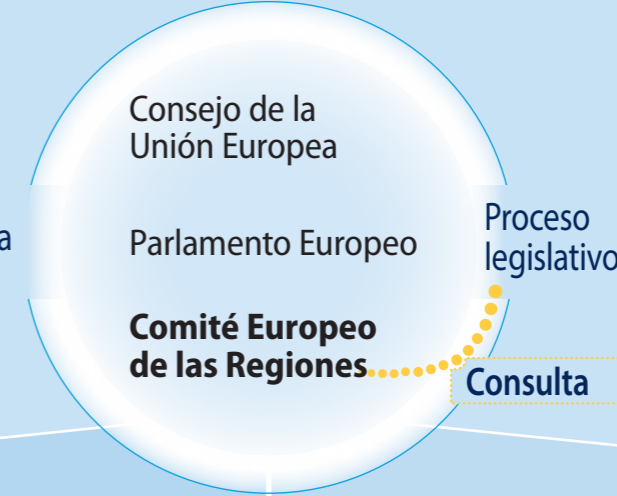 Consejo de la
Unión Europea
Parlamento Europeo
Proceso
legislativo
Comité Europeo
de las Regiones
Consulta